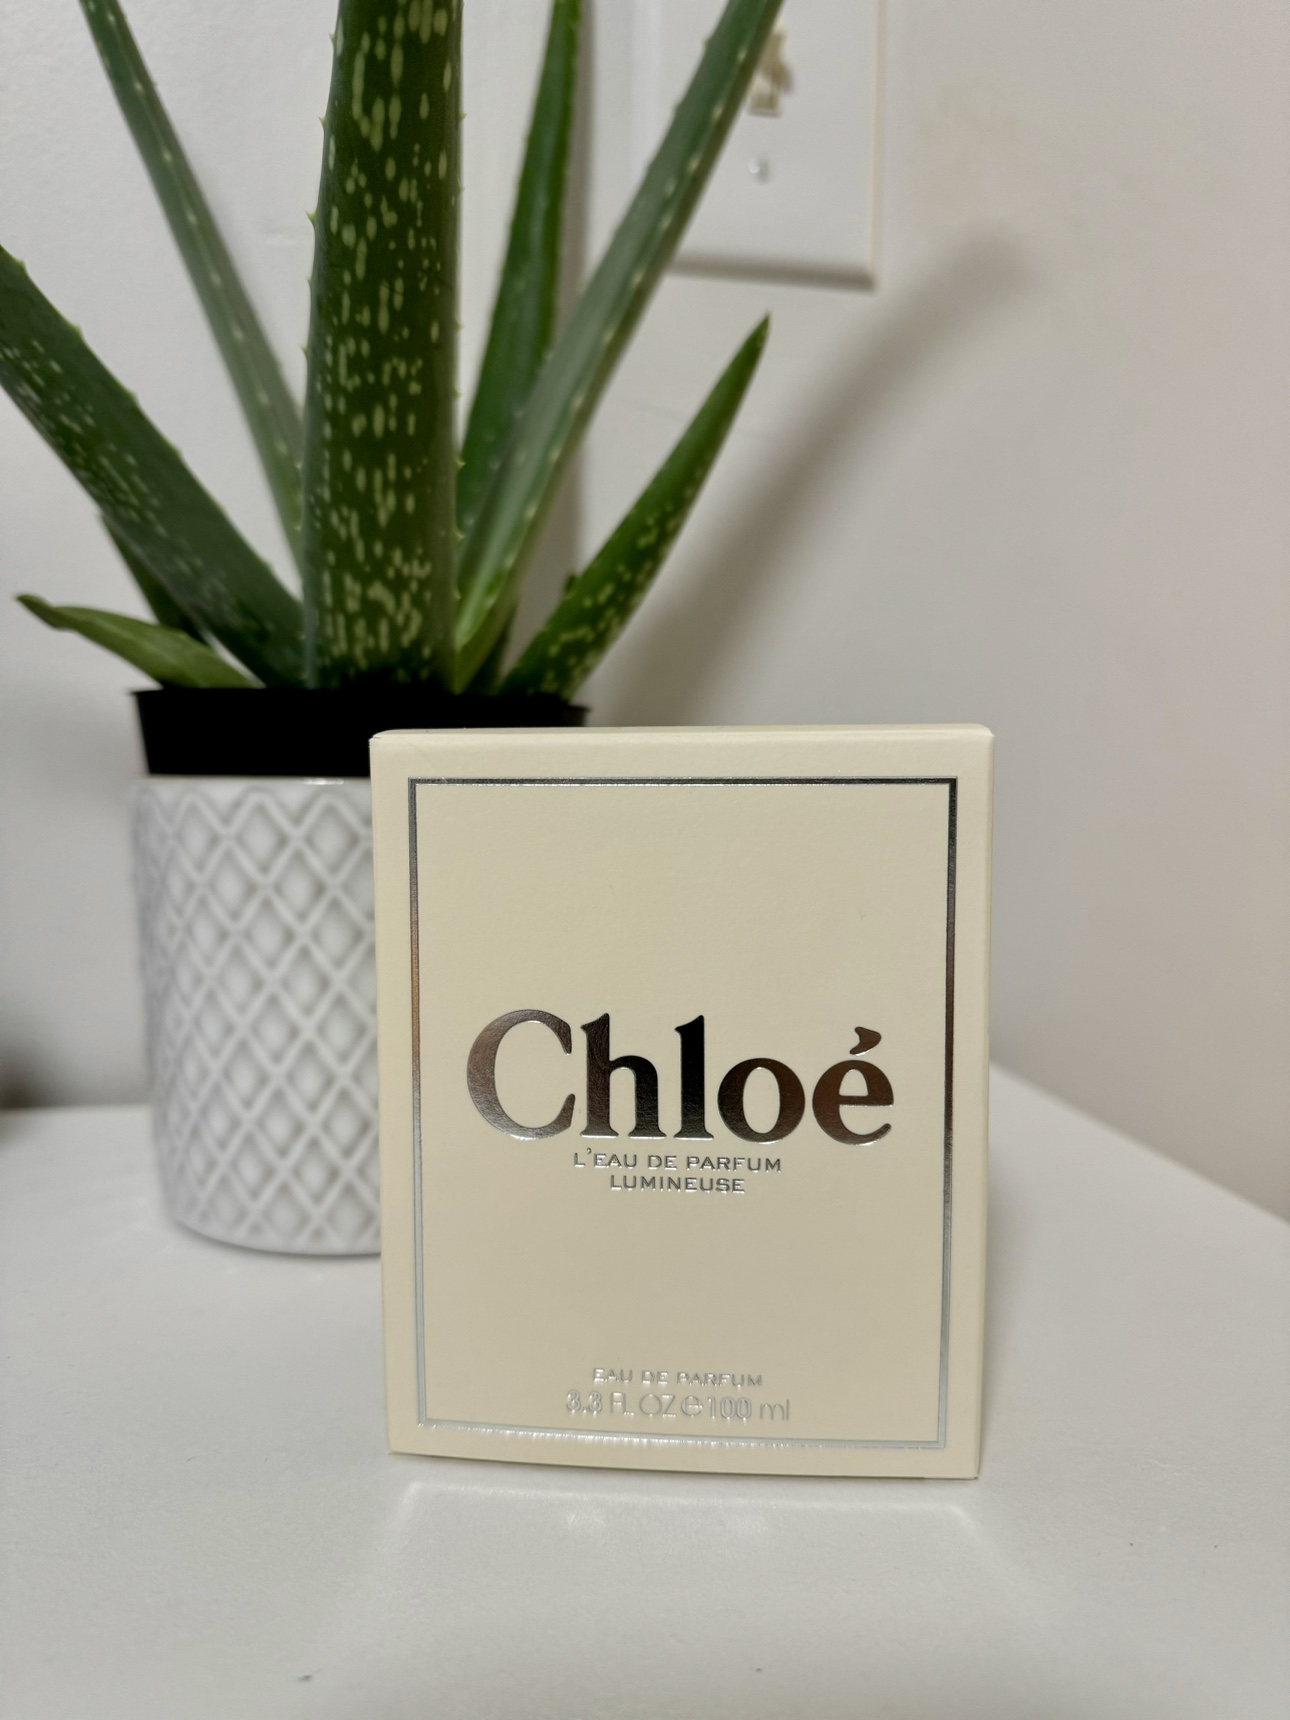 Chloé
L'EAU DE PARFUM
LUMINEUSE
EAU DE PARFUM
3.3 FL OZ ℮ 100 ml